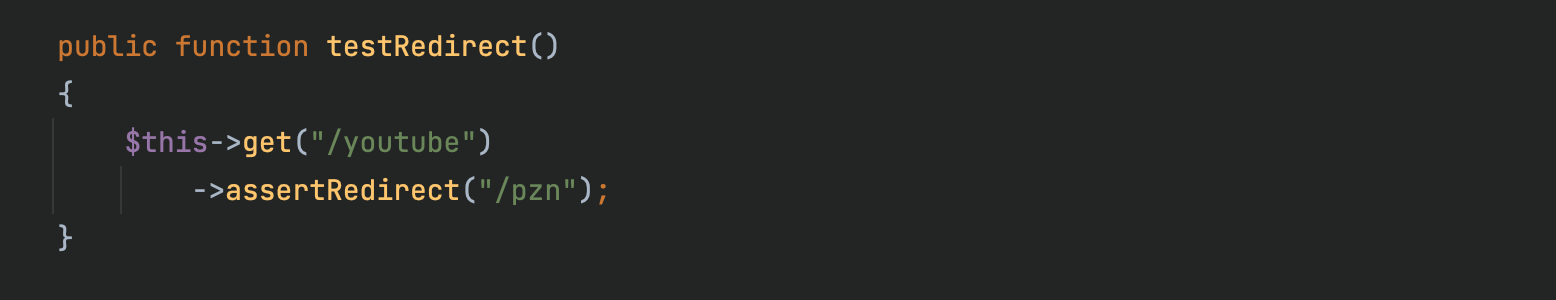 public function testRedirect()
{
    $this->get("/youtube")
        ->assertRedirect("/pzn");
}